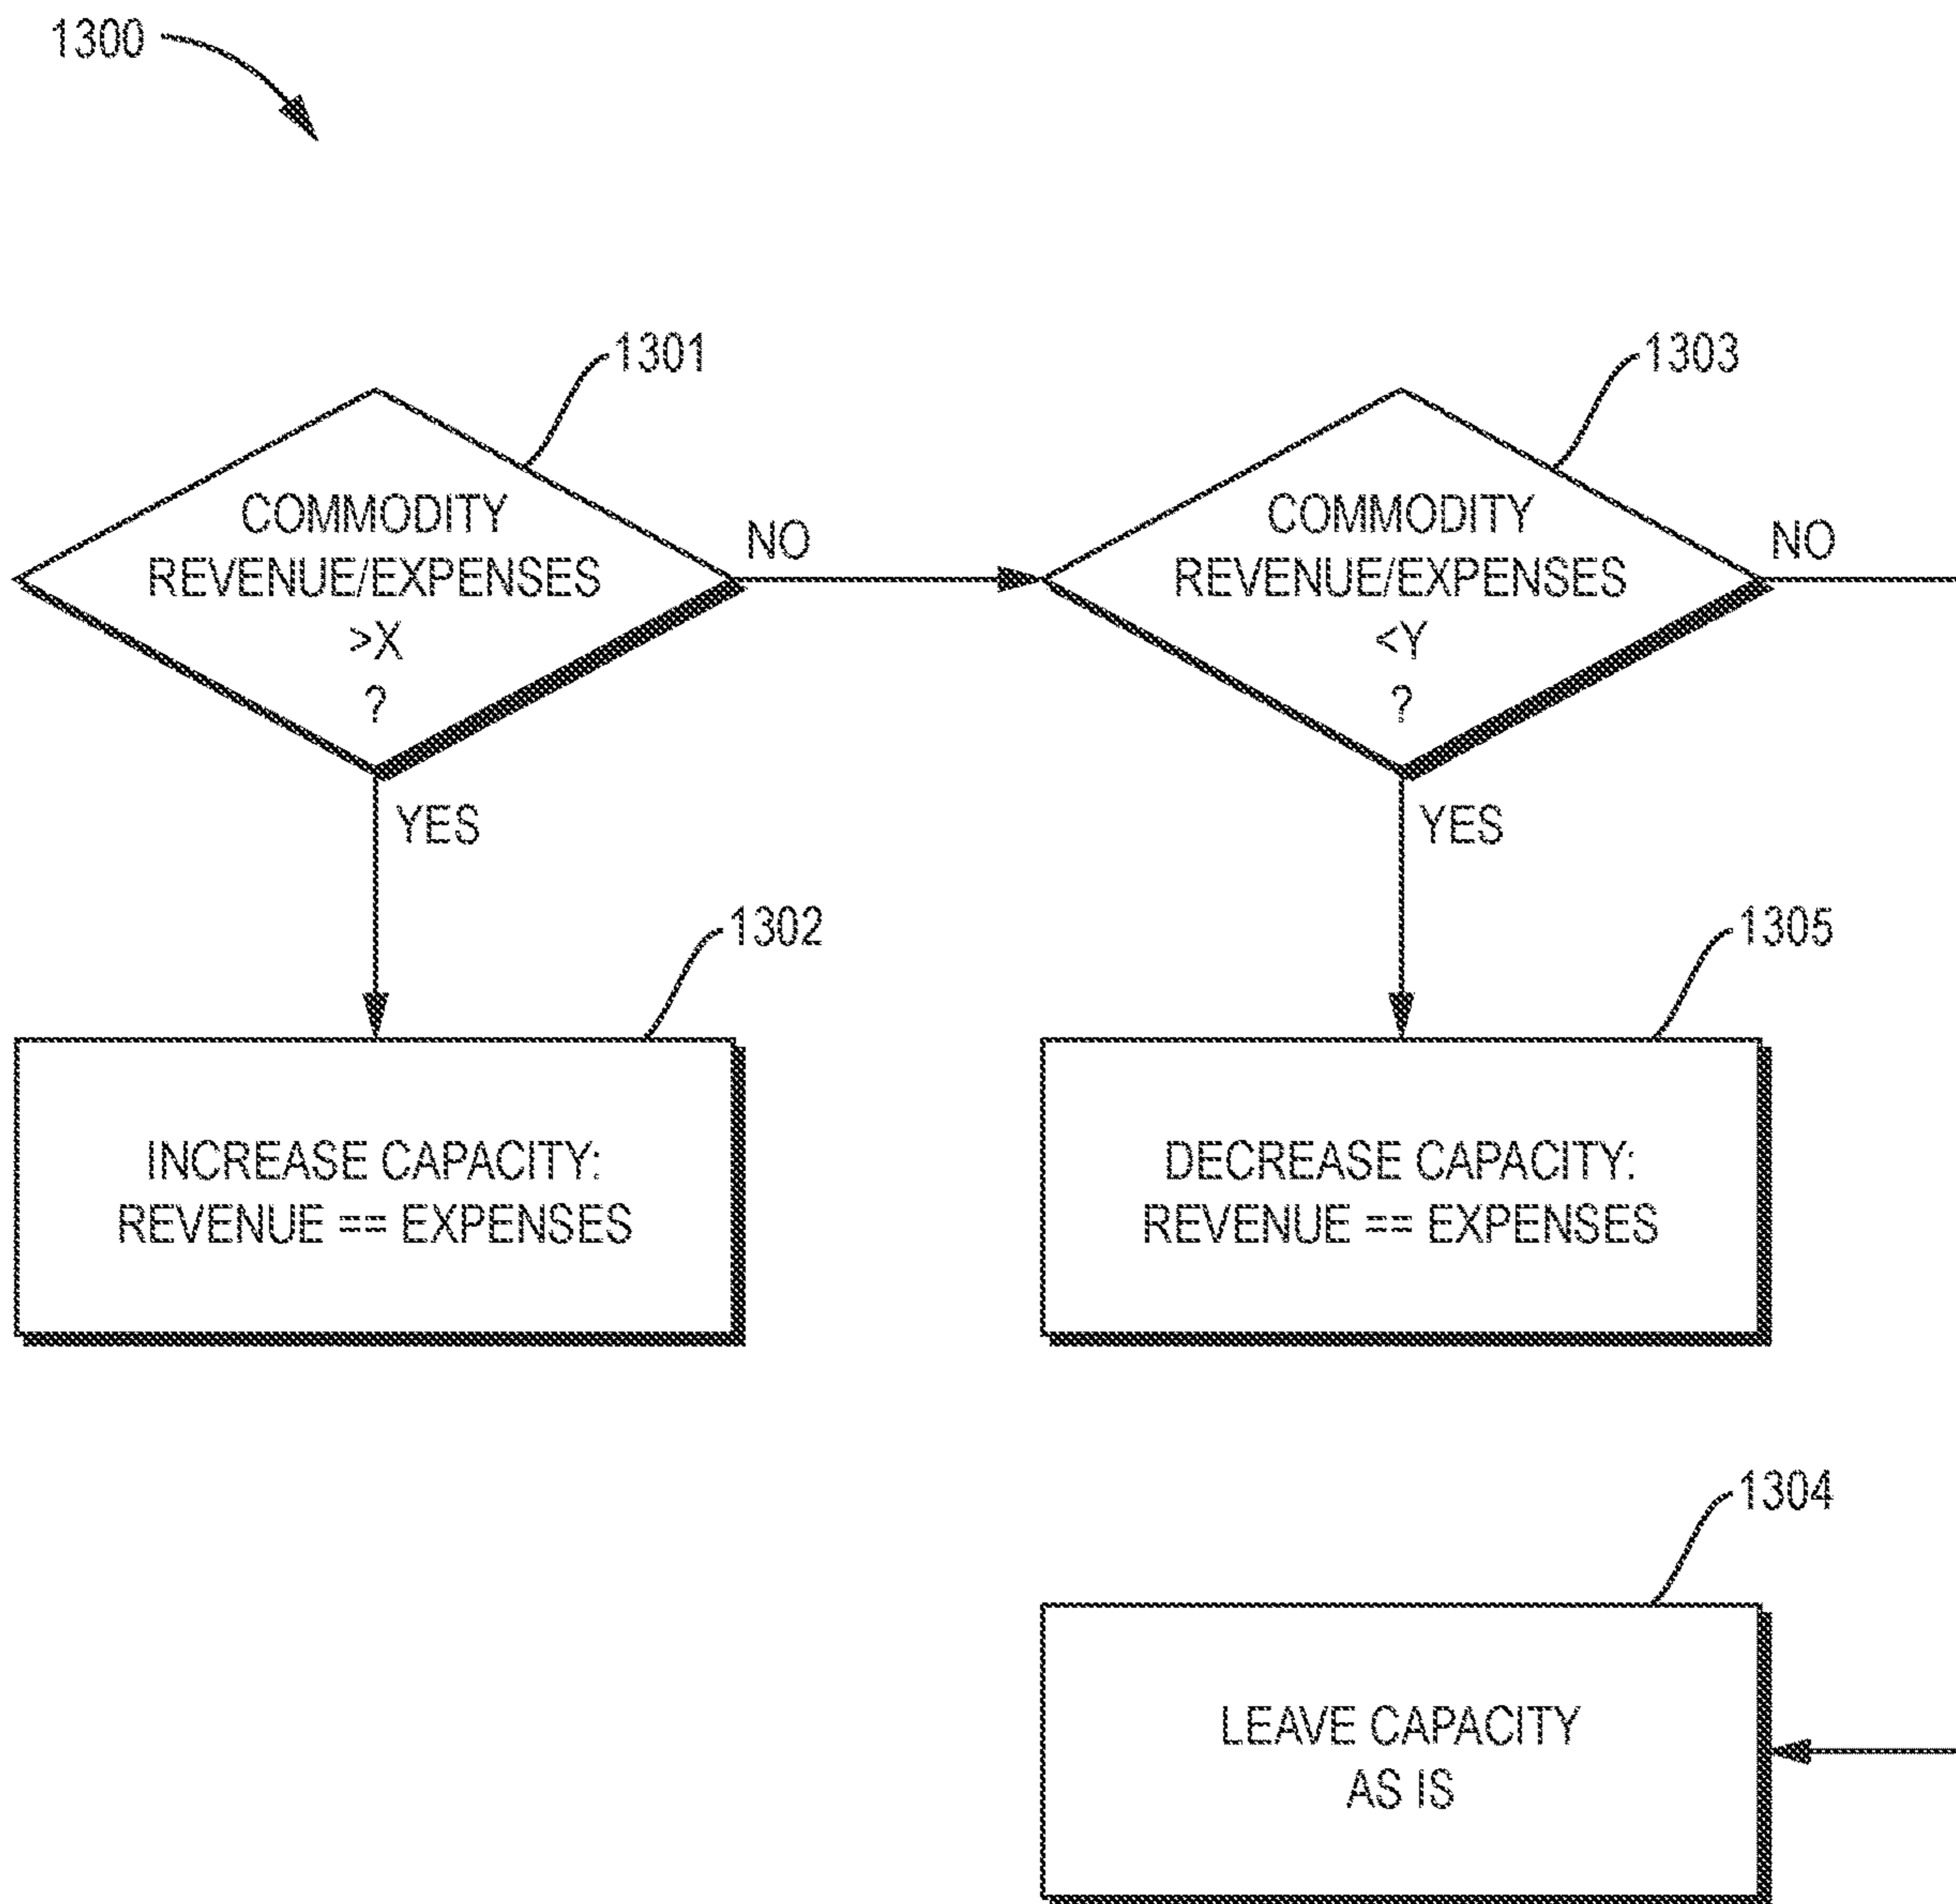 1300
1301
COMMODITY
REVENUE/EXPENSES
>X
?
NO
YES
1303
COMMODITY
REVENUE/EXPENSES
<Y
?
NO
YES
1302
INCREASE CAPACITY:
REVENUE == EXPENSES
1305
DECREASE CAPACITY:
REVENUE == EXPENSES
1304
LEAVE CAPACITY
AS IS